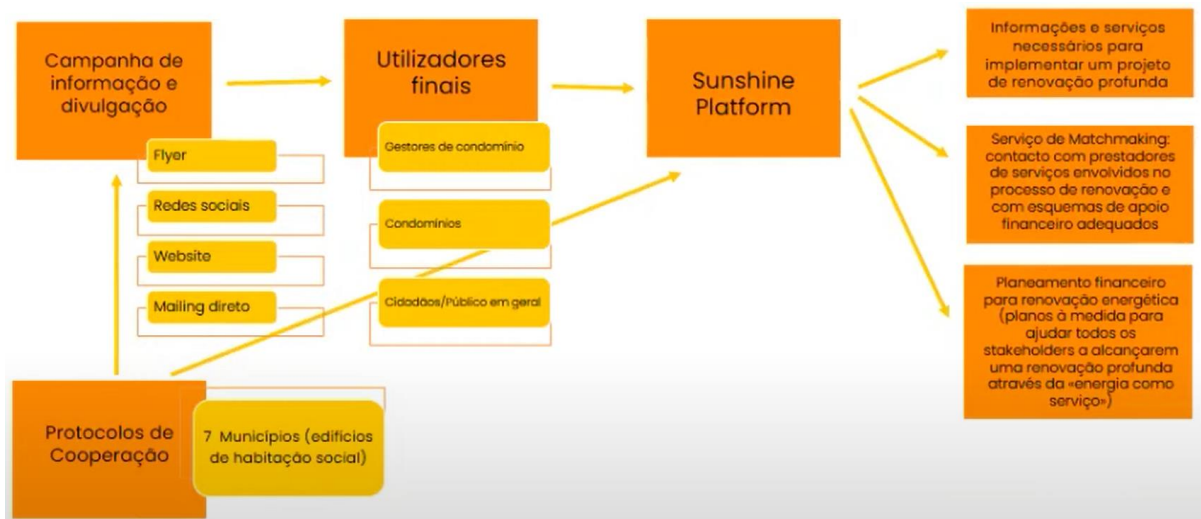 Campanha de
informação e
divulgação
Flyer
Redes sociais
Website
Mailing direto
Utilizadores
finais
Gestores de condomínio
Condomínios
Cidadãos/Público em geral
Sunshine
Platform
Informações e serviços
necessários para
implementar um projeto
de renovação profunda
Serviço de Matchmaking:
contacto com prestadores
de serviços envolvidos no
processo de renovação e
com esquemas de apoio
financeiro adequados
Planeamento financeiro
para renovação energética
(planos à medida para
ajudar todos os
stakeholders a alcançarem
uma renovação profunda
através da «energia como
serviço»)
Protocolos de
Cooperação
7 Municípios (edifícios
de habitação social)